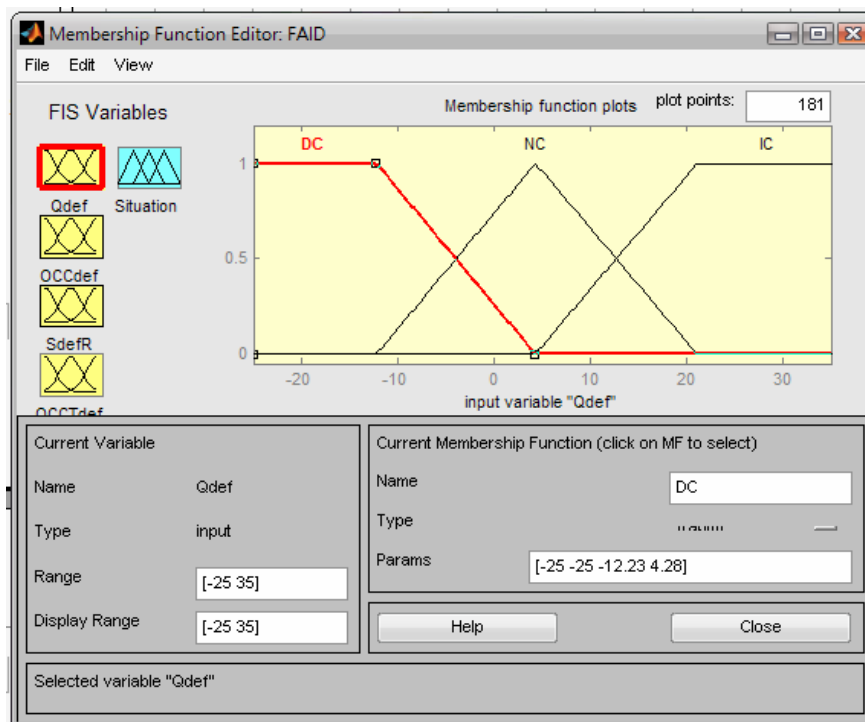 Membership Function Editor: FAID
File Edit View
FIS Variables
Membership function plots plot points: 181
Qdef Situation
OCCdef
SdefR
OCCTdef
DC NC IC
1
0.5
0
-20 -10 0 10 20 30
input variable "Qdef"
Current Variable
Name Qdef
Type input
Range [-25 35]
Display Range [-25 35]
Current Membership Function (click on MF to select)
Name DC
Type
Params [-25 -25 -12.23 4.28]
Help Close
Selected variable "Qdef"